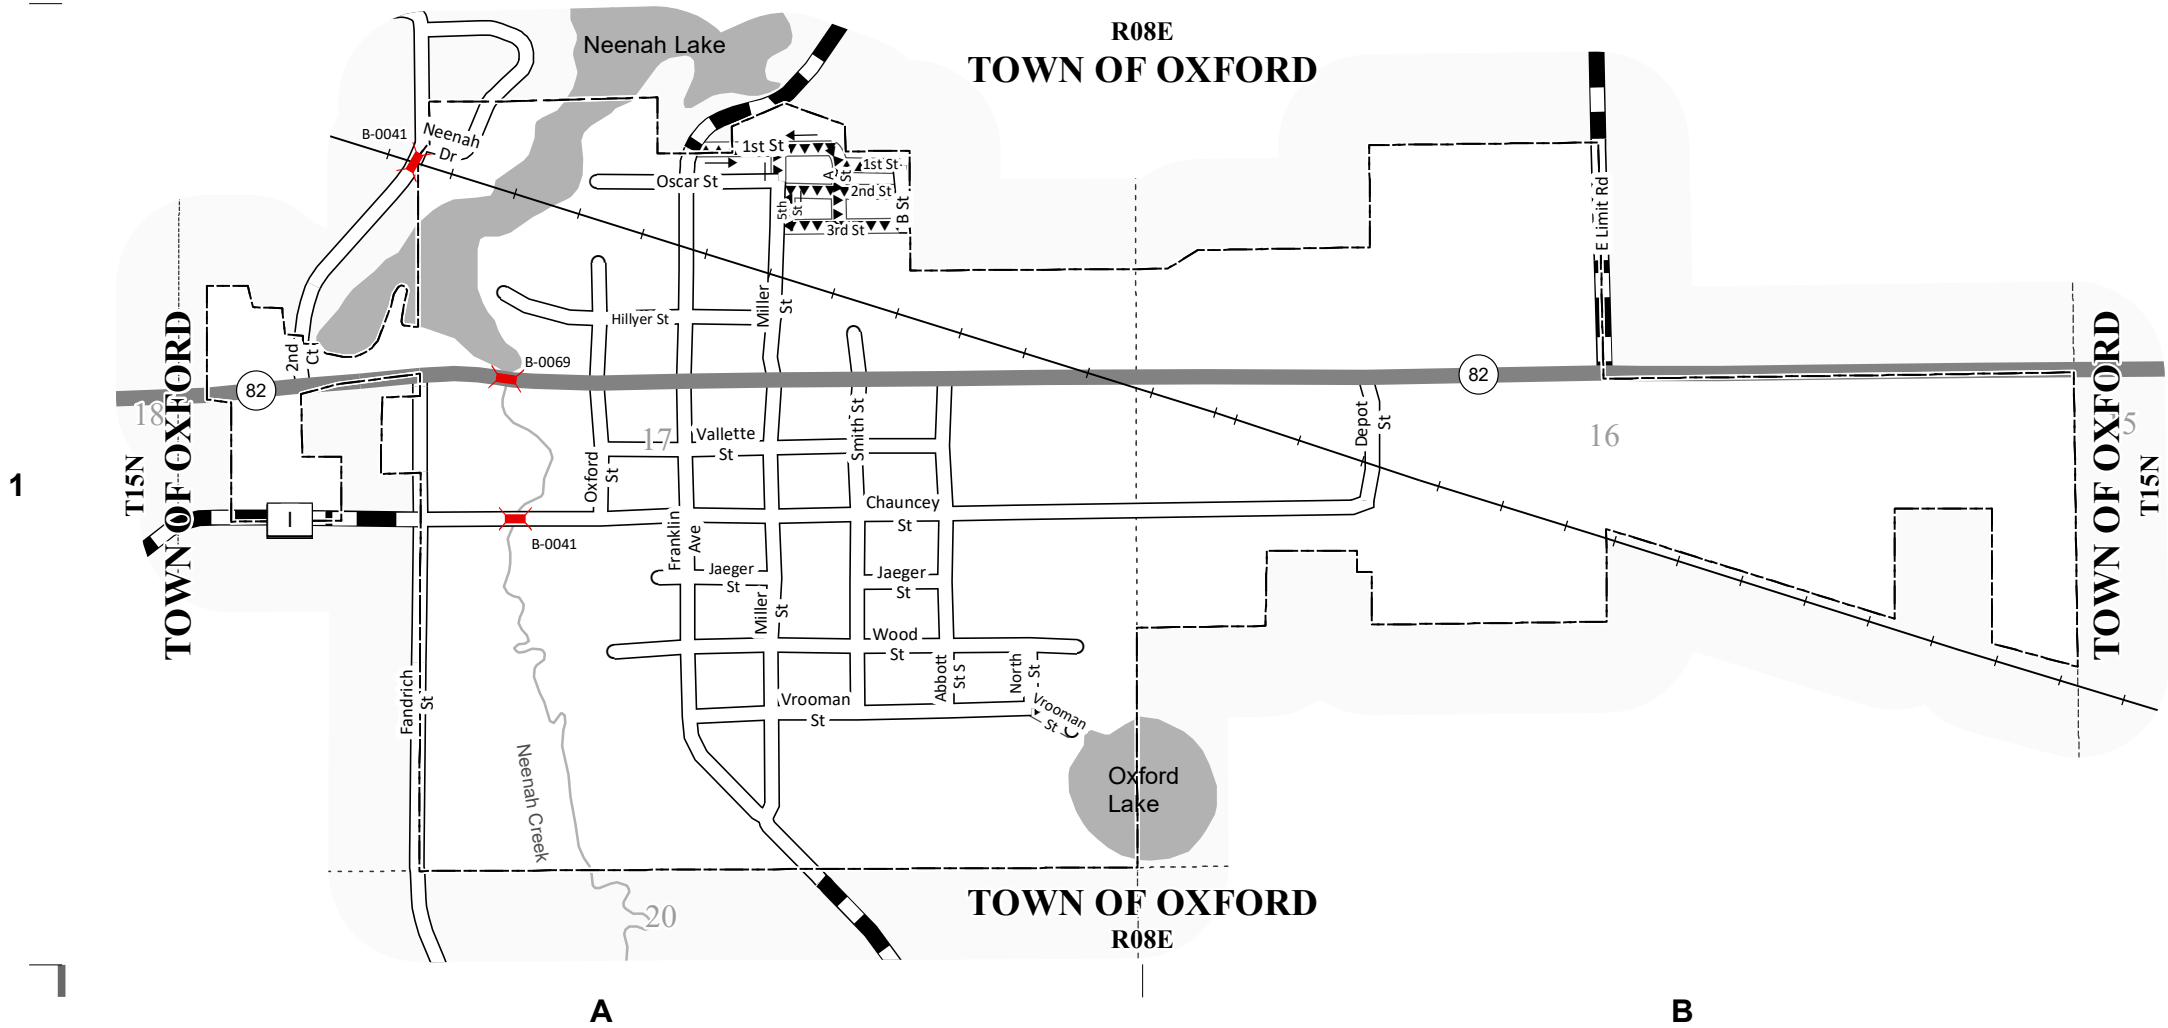 R08E
TOWN OF OXFORD
Neenah Lake
B-0041
Neenah
Dr
1st St
1st St
Oscar St
A
St
2nd St
5th
St
B St
3rd St
E Limit Rd
Hillyer St
Miller
St
2nd
Ct
B-0069
82
82
18
TOWN OF OXFORD
T15N
17
Vallette
St
Smith St
Depot
St
16
5
TOWN OF OXFORD
T15N
1
Oxford
St
I
Chauncey
St
B-0041
Franklin
Ave
Jaeger
St
Jaeger
St
Miller
St
Wood
St
Abbott
St S
North
St
Fandrich
St
Vrooman
St
Vrooman
St
Neenah Creek
Oxford
Lake
20
TOWN OF OXFORD
R08E
A
B